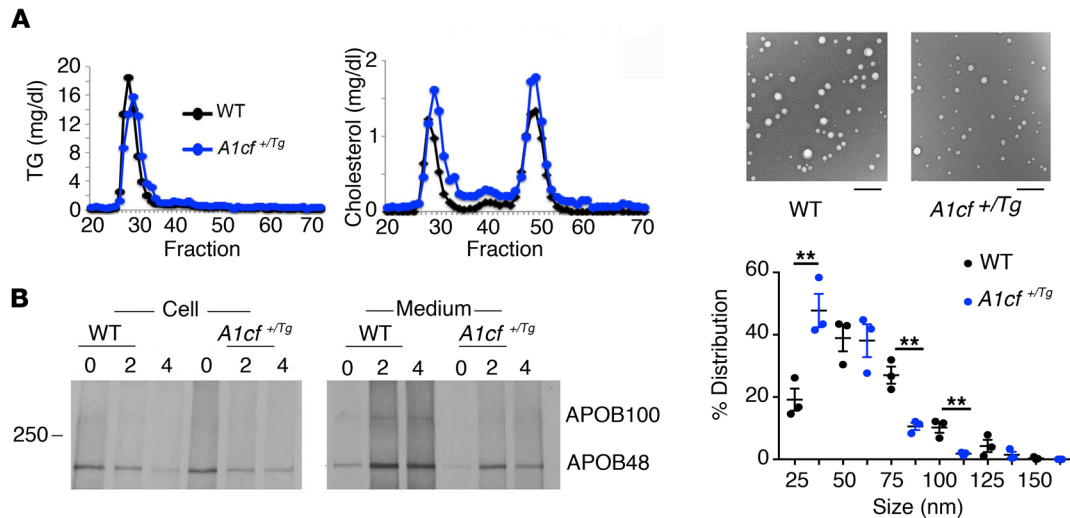 A
TG (mg/dl)
20
16
12
8
4
0
WT
A1cf +/Tg
20 30 40 50 60 70
Fraction
Cholesterol (mg/dl)
2
1
0
20 30 40 50 60 70
Fraction
WT
A1cf +/Tg
B
Cell
WT
A1cf +/Tg
0 2 4 0 2 4
250
Medium
WT
A1cf +/Tg
0 2 4 0 2 4
APOB100
APOB48
% Distribution
60
40
20
0
**
**
**
WT
A1cf +/Tg
25 50 75 100 125 150
Size (nm)